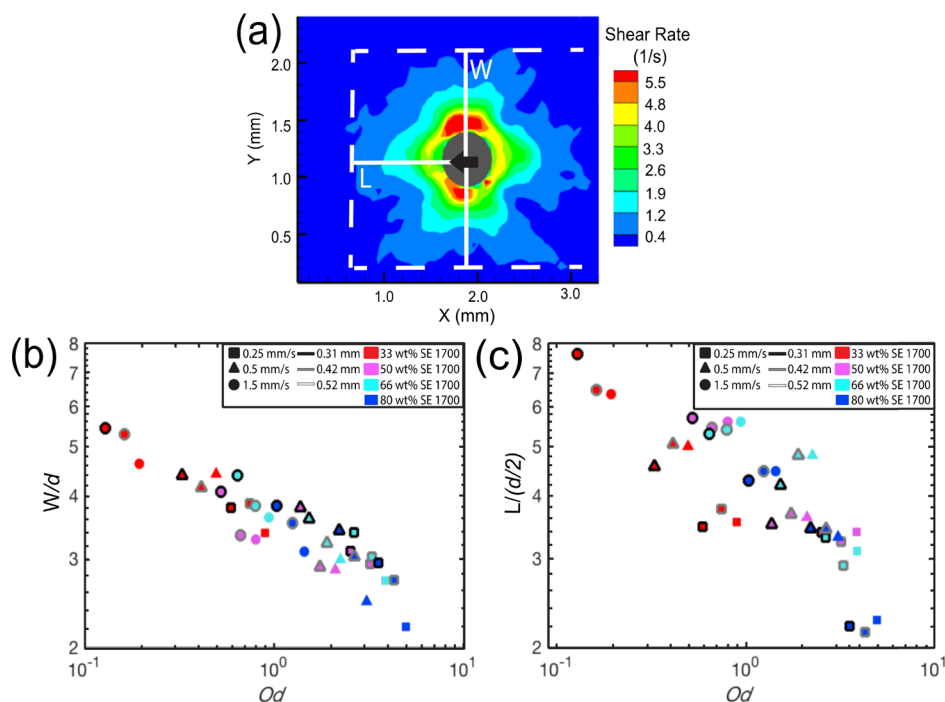 (a)
Shear Rate
(1/s)
5.5
4.8
4.0
3.3
2.6
1.9
1.2
0.4
Y (mm)
2.0
1.5
1.0
0.5
W
L
1.0 2.0 3.0
X (mm)
(b)
W/d
8
7
6
5
4
3
2
0.25 mm/s 0.31 mm 33 wt% SE 1700
0.5 mm/s 0.42 mm 50 wt% SE 1700
1.5 mm/s 0.52 mm 66 wt% SE 1700
80 wt% SE 1700
10⁻¹ 10⁰ 10¹
Od
(c)
L/(d/2)
8
7
6
5
4
3
2
0.25 mm/s 0.31 mm 33 wt% SE 1700
0.5 mm/s 0.42 mm 50 wt% SE 1700
1.5 mm/s 0.52 mm 66 wt% SE 1700
80 wt% SE 1700
10⁻¹ 10⁰ 10¹
Od